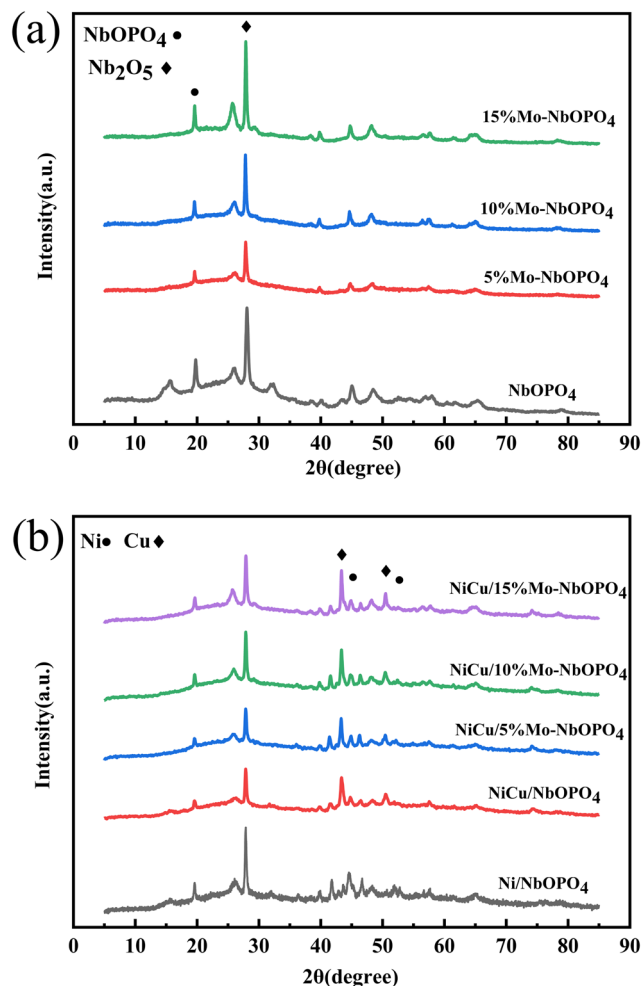 (a)
NbOPO4 ●
Nb2O5 ♦
15%Mo-NbOPO4
10%Mo-NbOPO4
5%Mo-NbOPO4
NbOPO4
Intensity(a.u.)
0 10 20 30 40 50 60 70 80 90
2θ(degree)
(b)
Ni● Cu♦
NiCu/15%Mo-NbOPO4
NiCu/10%Mo-NbOPO4
NiCu/5%Mo-NbOPO4
NiCu/NbOPO4
Ni/NbOPO4
Intensity(a.u.)
0 10 20 30 40 50 60 70 80 90
2θ(degree)